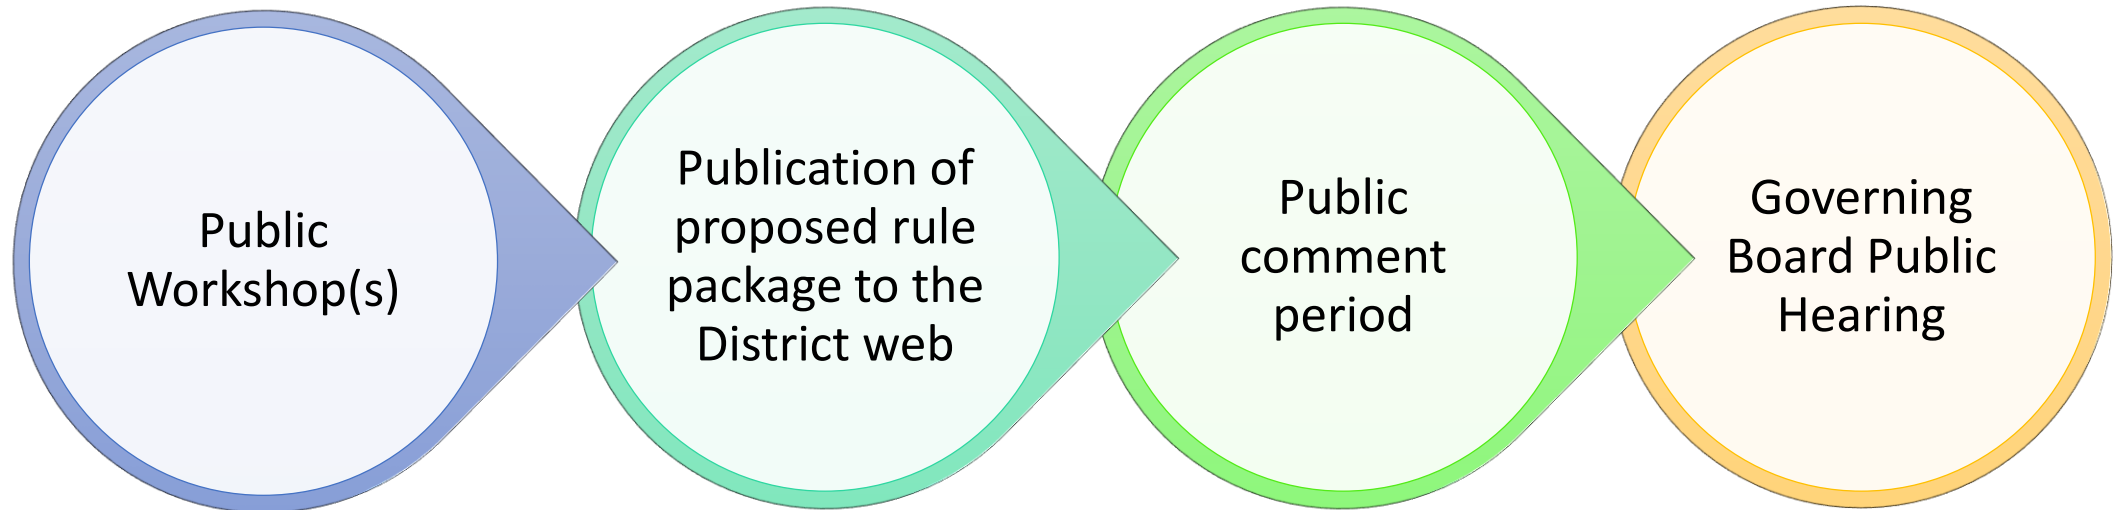 Public
Workshop(s)
Publication of
proposed rule
package to the
District web
Public
comment
period
Governing
Board Public
Hearing